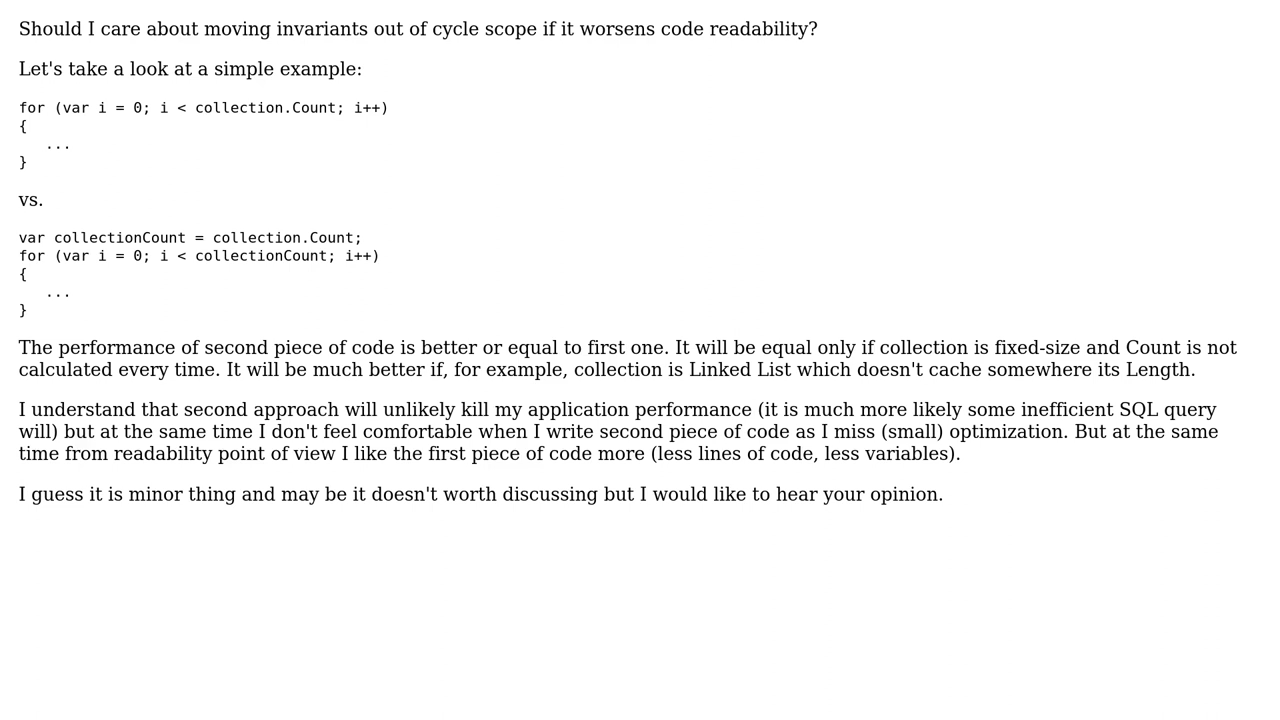 Should I care about moving invariants out of cycle scope if it worsens code readability?
Let's take a look at a simple example:
for (var i = 0; i < collection.Count; i++)
{
   ...
}
vs.
var collectionCount = collection.Count;
for (var i = 0; i < collectionCount; i++)
{
   ...
}
The performance of second piece of code is better or equal to first one. It will be equal only if collection is fixed-size and Count is not
calculated every time. It will be much better if, for example, collection is Linked List which doesn't cache somewhere its Length.
I understand that second approach will unlikely kill my application performance (it is much more likely some inefficient SQL query
will) but at the same time I don't feel comfortable when I write second piece of code as I miss (small) optimization. But at the same
time from readability point of view I like the first piece of code more (less lines of code, less variables).
I guess it is minor thing and may be it doesn't worth discussing but I would like to hear your opinion.